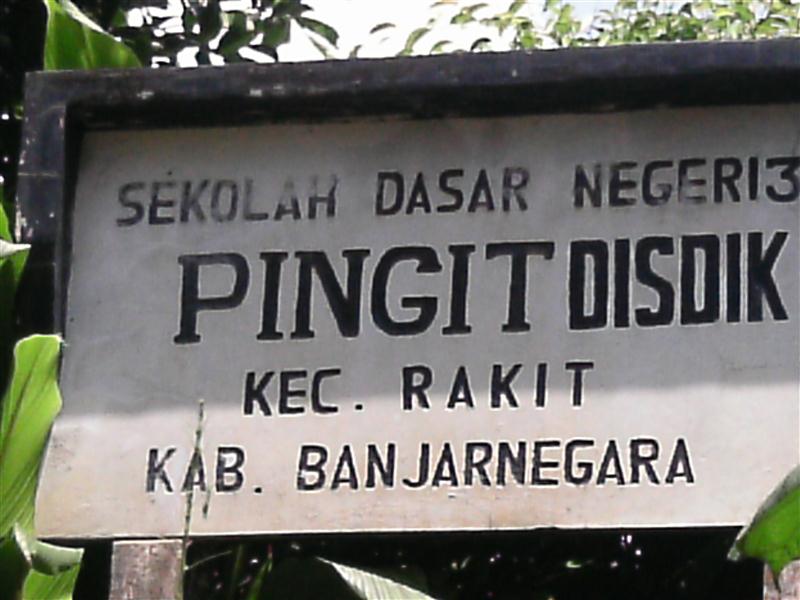 SEKOLAH DASAR NEGERI 3
PINGIT DISDIK
KEC. RAKIT
KAB. BANJARNEGARA